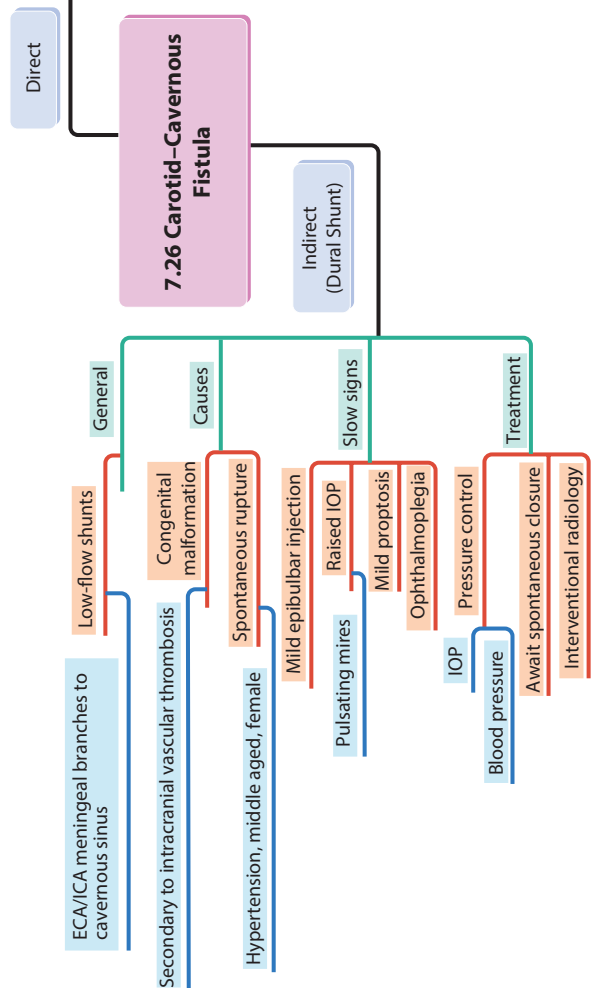 Direct
7.26 Carotid–Cavernous
Fistula
Indirect
(Dural Shunt)
General
Low-flow shunts
ECA/ICA meningeal branches to
cavernous sinus
Causes
Congenital
malformation
Secondary to intracranial vascular thrombosis
Spontaneous rupture
Hypertension, middle aged, female
Slow signs
Mild epibulbar injection
Raised IOP
Pulsating mires
Mild proptosis
Ophthalmoplegia
Treatment
Pressure control
IOP
Blood pressure
Await spontaneous closure
Interventional radiology